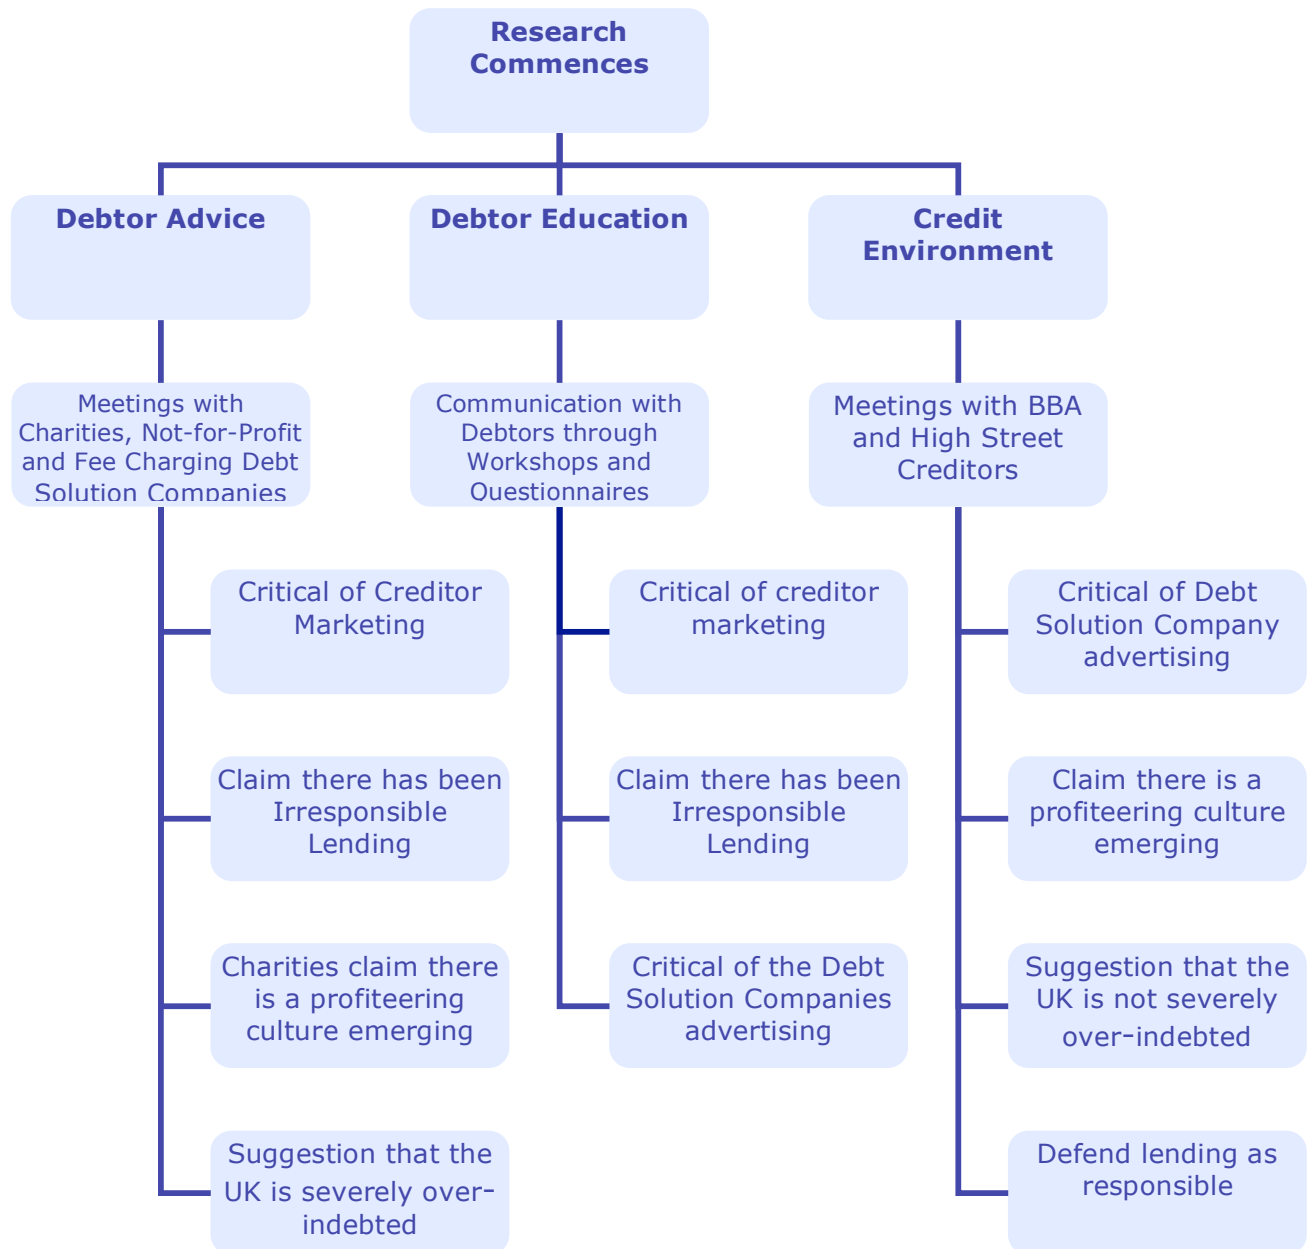 Research
Commences
Debtor Advice
Debtor Education
Credit
Environment
Meetings with
Charities, Not-for-Profit
and Fee Charging Debt
Solution Companies
Communication with
Debtors through
Workshops and
Questionnaires
Meetings with BBA
and High Street
Creditors
Critical of Creditor
Marketing
Critical of creditor
marketing
Critical of Debt
Solution Company
advertising
Claim there has been
Irresponsible
Lending
Claim there has been
Irresponsible
Lending
Claim there is a
profiteering culture
emerging
Charities claim there
is a profiteering
culture emerging
Critical of the Debt
Solution Companies
advertising
Suggestion that the
UK is not severely
over-indebted
Suggestion that the
UK is severely over-
indebted
Defend lending as
responsible